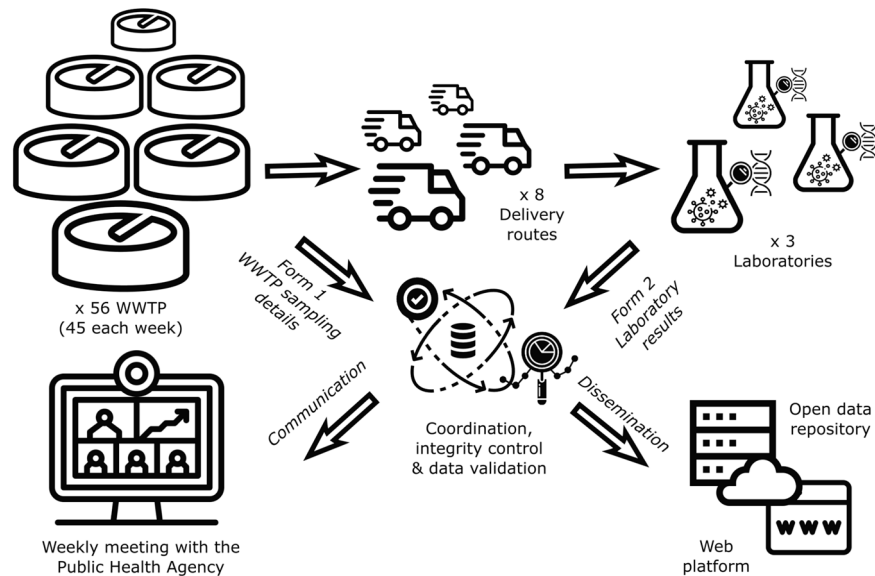 x 56 WWTP
(45 each week)
x 8
Delivery
routes
x 3
Laboratories
Form 1
WWTP sampling
details
Form 2
Laboratory
results
Coordination,
integrity control
& data validation
Communication
Dissemination
Weekly meeting with the
Public Health Agency
Open data
repository
WWW
Web
platform